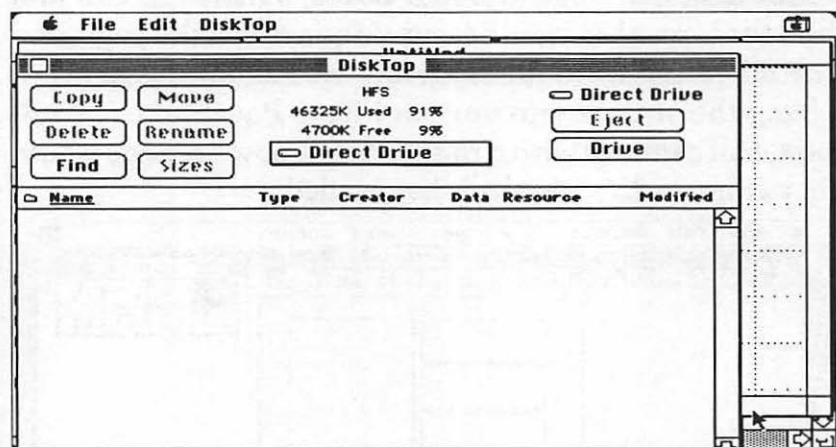 File Edit DiskTop
Untitled
DiskTop
Copy Move
Delete Rename
Find Sizes
HFS
46325K Used 91%
4700K Free 9%
Direct Drive
Direct Drive
Eject
Drive
Name Type Creator Data Resource Modified